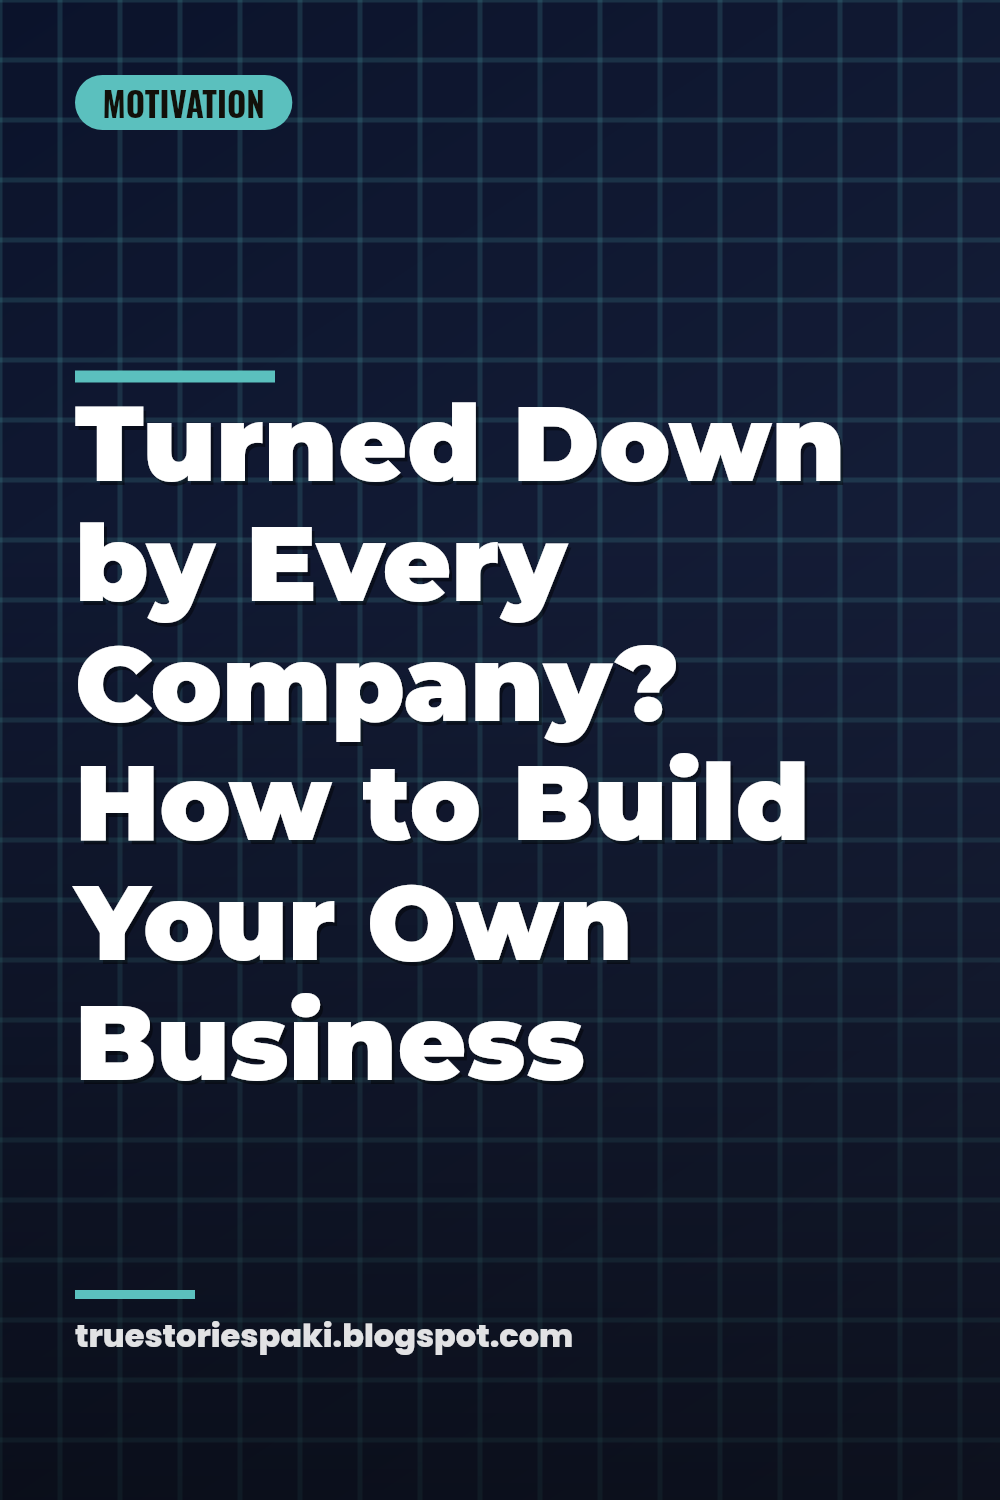 MOTIVATION
Turned Down
by Every
Company?
How to Build
Your Own
Business
truestoriespaki.blogspot.com